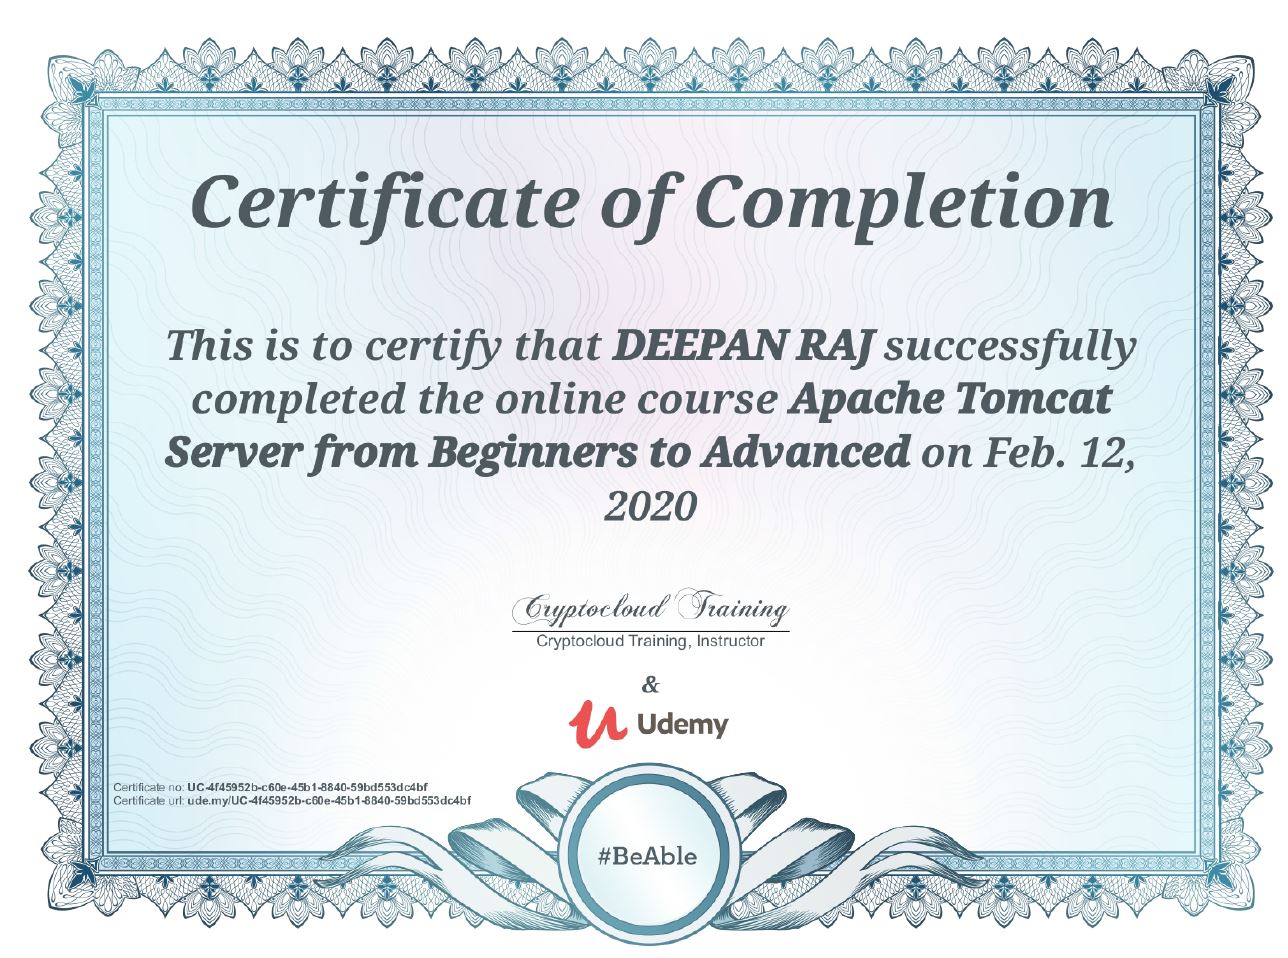 Certificate of Completion
This is to certify that DEEPAN RAJ successfully
completed the online course Apache Tomcat
Server from Beginners to Advanced on Feb. 12,
2020
Cryptocloud Training
Cryptocloud Training, Instructor
&
Udemy
Certificate no: UC-4f45952b-c60e-45b1-8840-59bd553dc4bf
Certificate url: ude.my/UC-4f45952b-c60e-45b1-8840-59bd553dc4bf
#BeAble